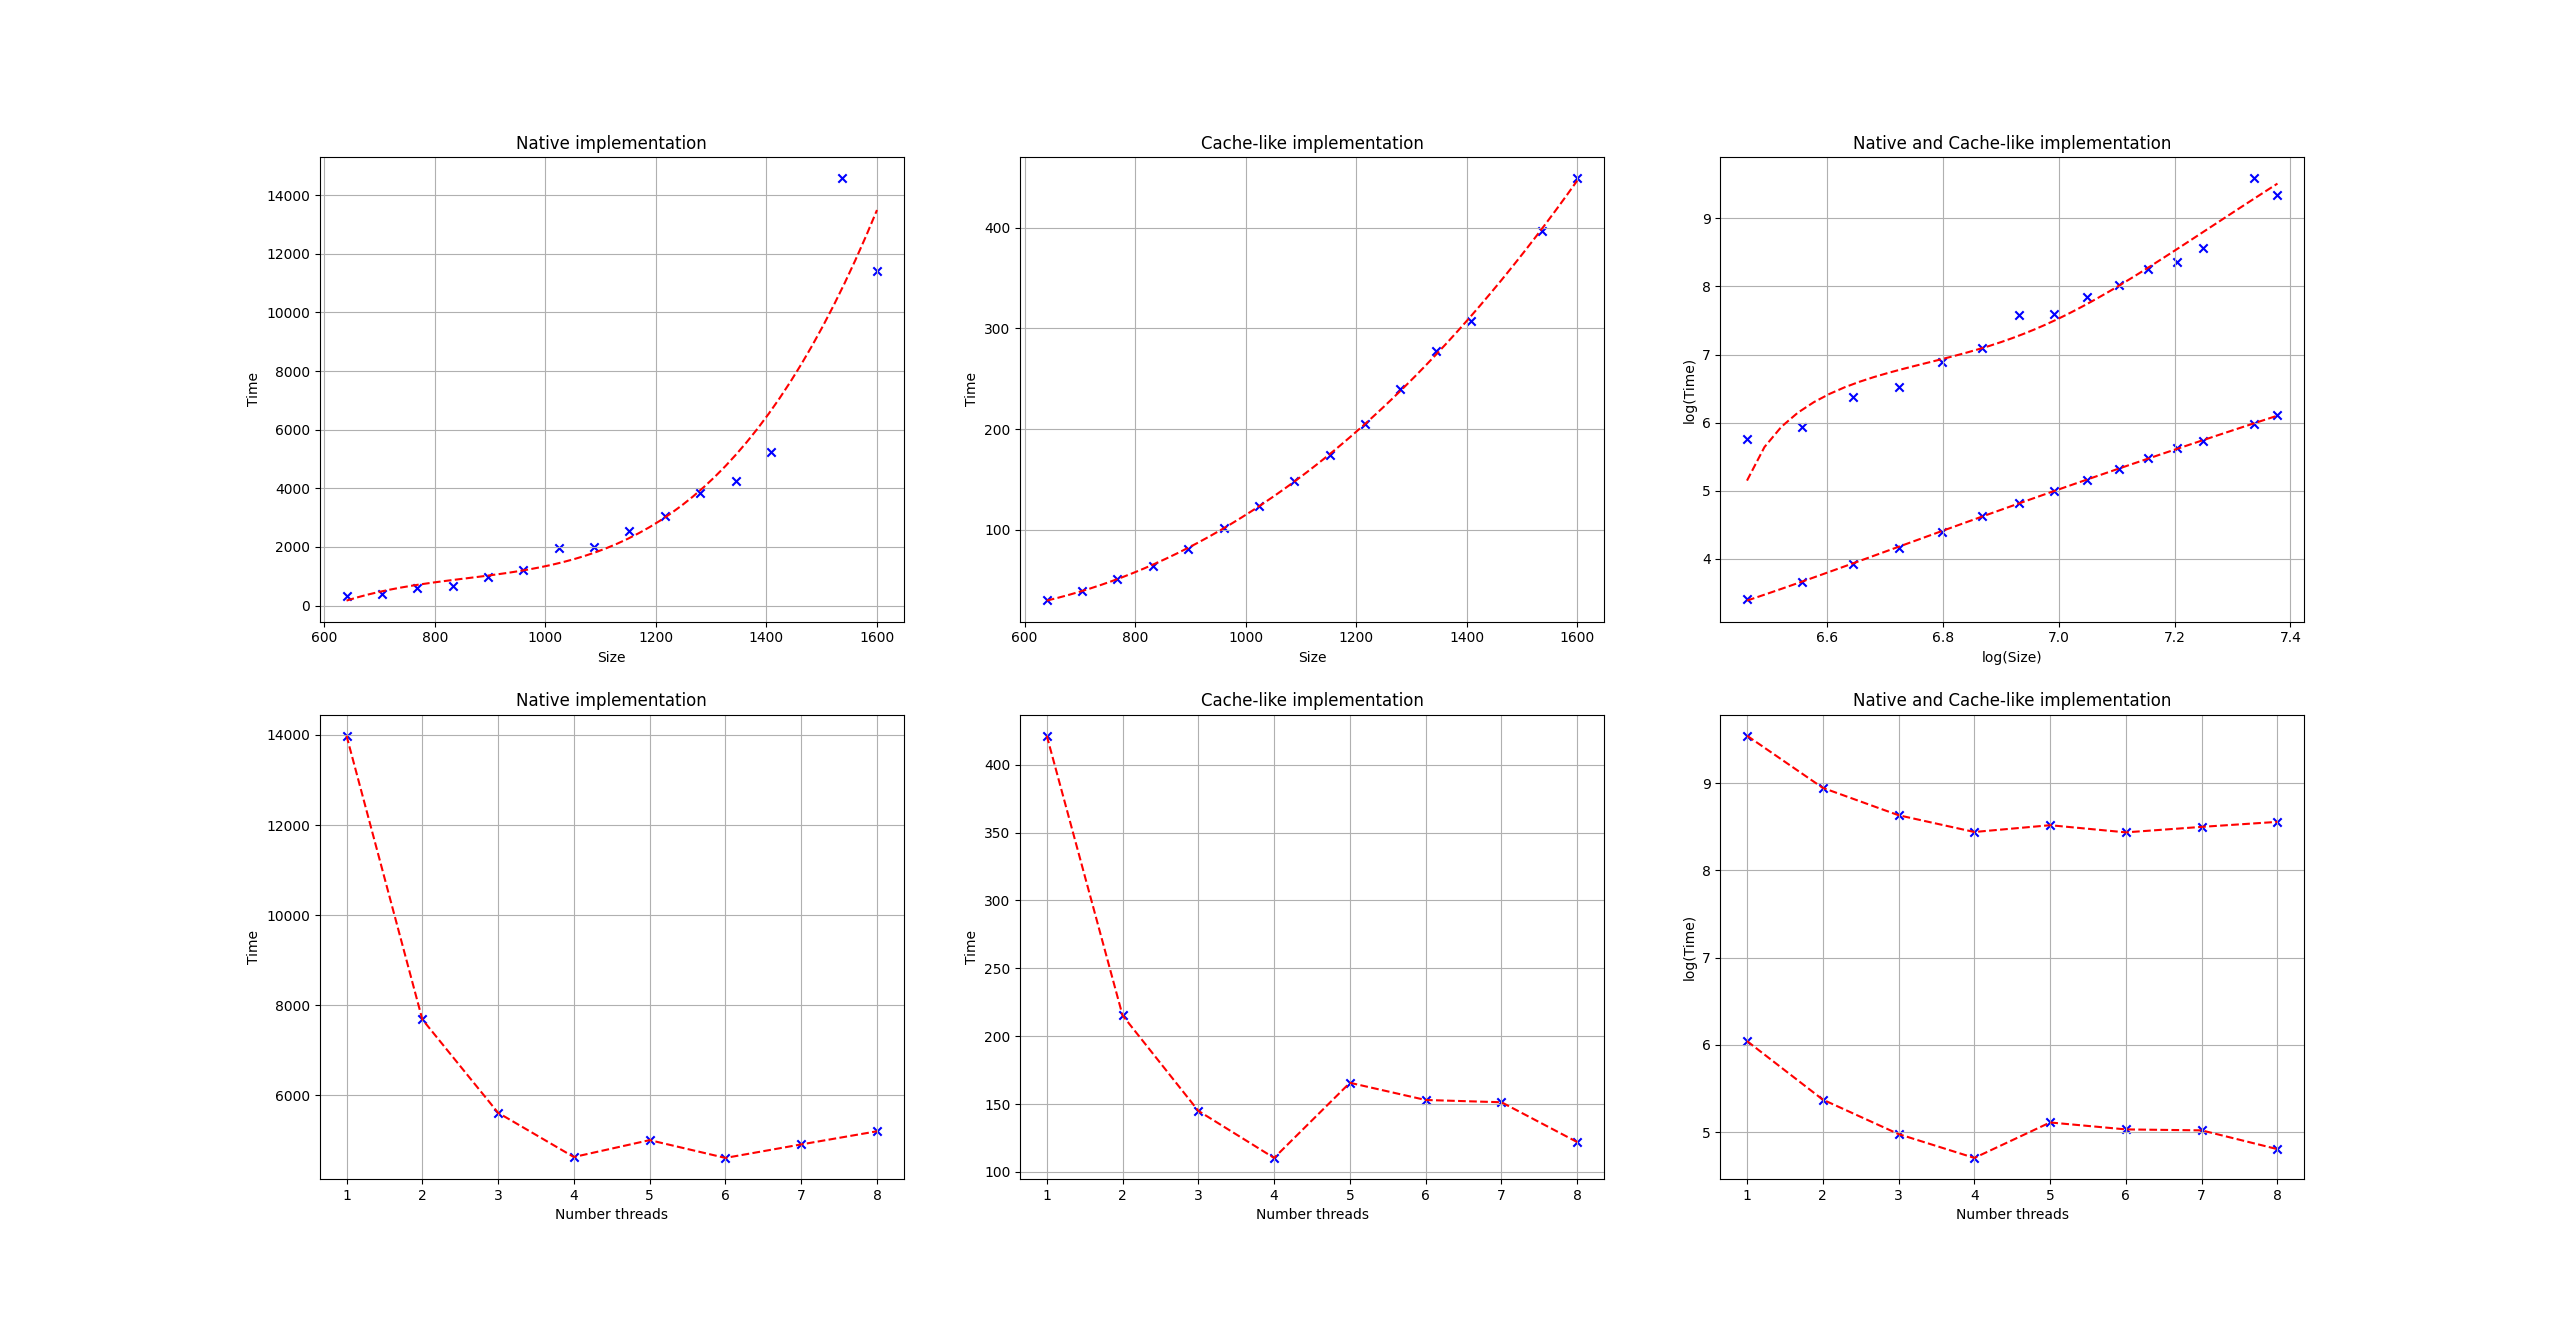 Native implementation
Time
14000
12000
10000
8000
6000
4000
2000
0
600 800 1000 1200 1400 1600
Size
Cache-like implementation
Time
400
300
200
100
600 800 1000 1200 1400 1600
Size
Native and Cache-like implementation
log(Time)
9
8
7
6
5
4
6.6 6.8 7.0 7.2 7.4
log(Size)
Native implementation
Time
14000
12000
10000
8000
6000
1 2 3 4 5 6 7 8
Number threads
Cache-like implementation
Time
400
350
300
250
200
150
100
1 2 3 4 5 6 7 8
Number threads
Native and Cache-like implementation
log(Time)
9
8
7
6
5
1 2 3 4 5 6 7 8
Number threads